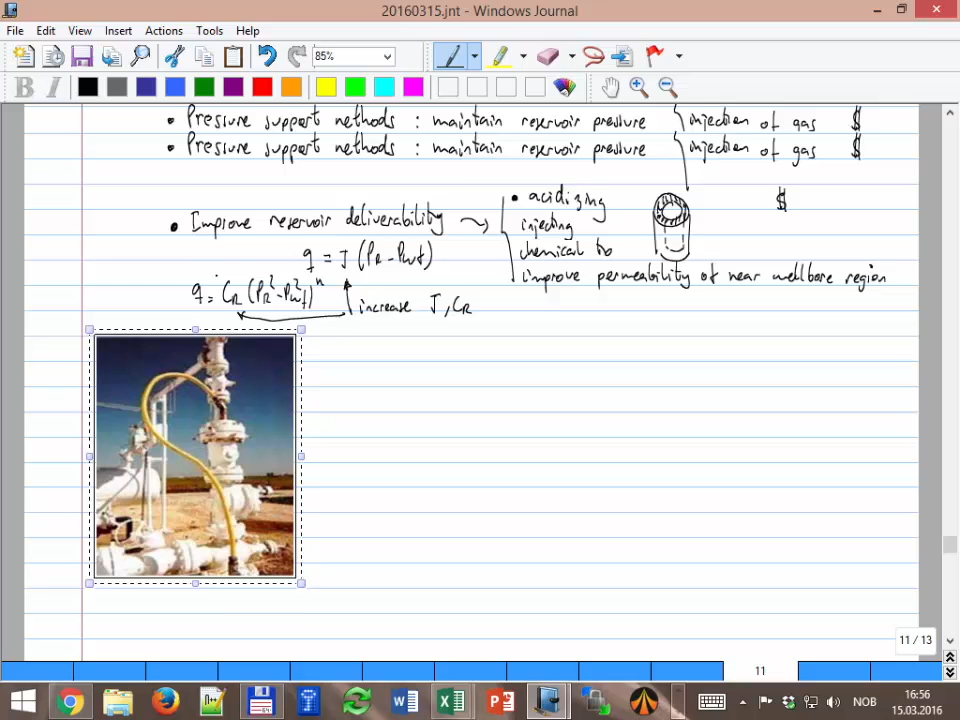 20160315.jnt - Windows Journal
File Edit View Insert Actions Tools Help
85%
B I
• Pressure support methods : maintain reservoir pressure injection of gas $
• Pressure support methods : maintain reservoir pressure injection of gas $
• Improve reservoir deliverability
• acidizing $
injecting
chemical to
improve permeability of near wellbore region
q = J (PR - Pwf)
q = CR (PR² - Pwf²)ⁿ
increase J, CR
11 / 13
11
NOB
16:56
15.03.2016